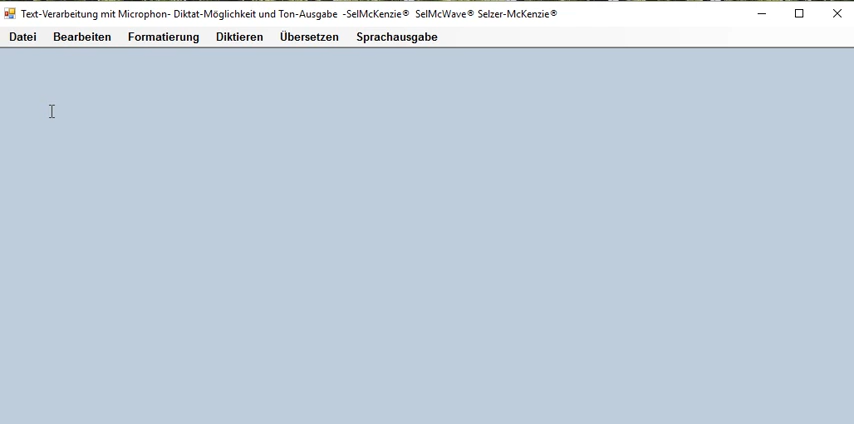 Text-Verarbeitung mit Microphon- Diktat-Möglichkeit und Ton-Ausgabe -SelMcKenzie® SelMcWave® Selzer-McKenzie®
Datei Bearbeiten Formatierung Diktieren Übersetzen Sprachausgabe